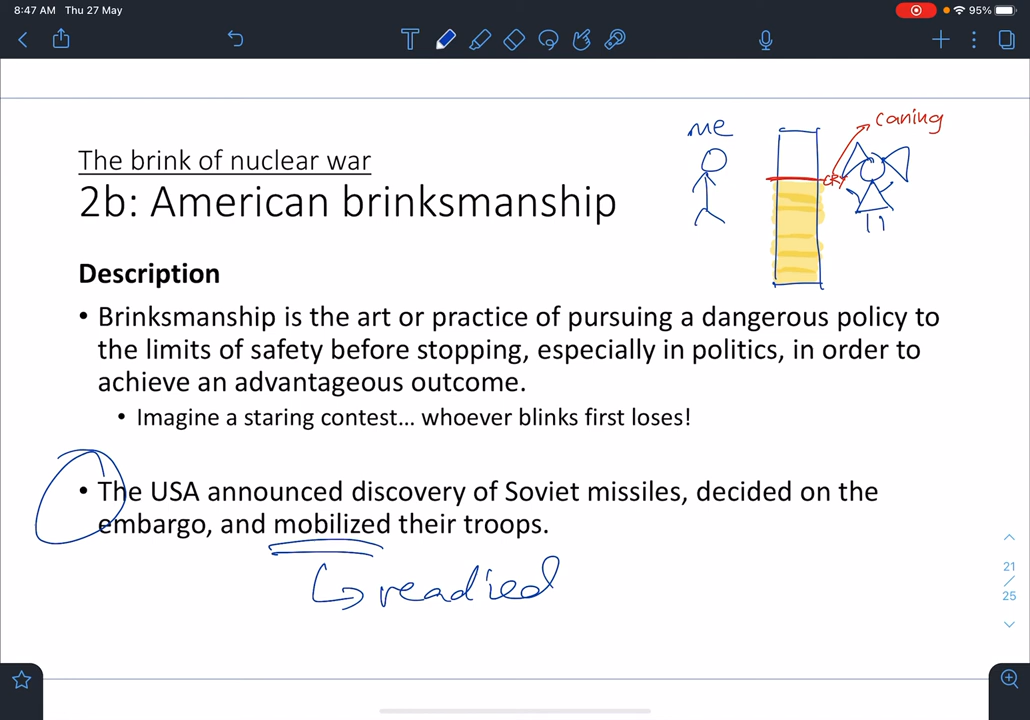 8:47 AM Thu 27 May
95%
T
me
caning
CRY
The brink of nuclear war
2b: American brinksmanship
Description
• Brinksmanship is the art or practice of pursuing a dangerous policy to
the limits of safety before stopping, especially in politics, in order to
achieve an advantageous outcome.
• Imagine a staring contest... whoever blinks first loses!
• The USA announced discovery of Soviet missiles, decided on the
embargo, and mobilized their troops.
readied
21
/
25